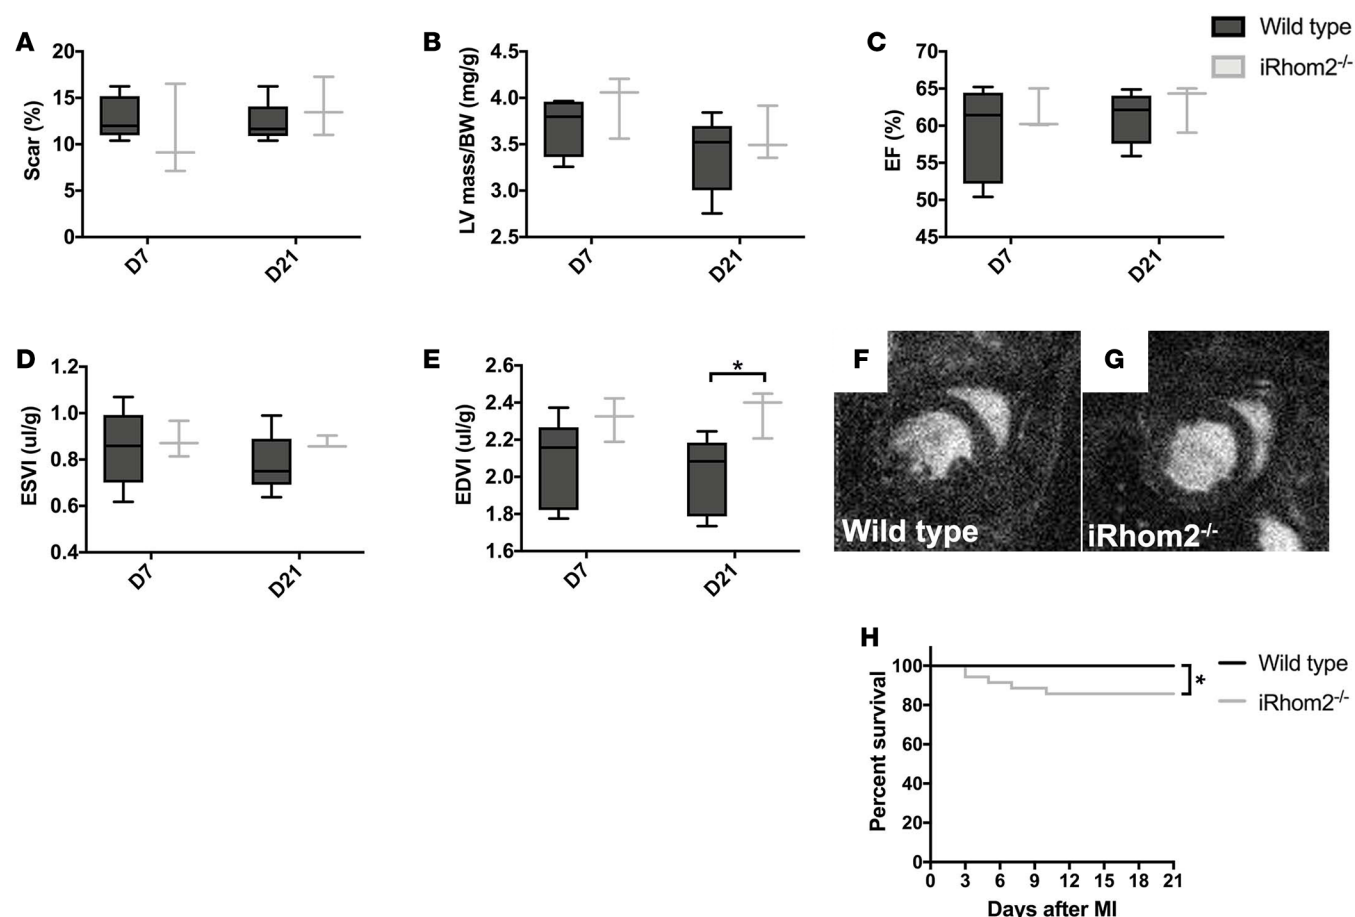 Wild type
iRhom2-/-
A
Scar (%)
20
15
10
5
0
D7
D21
B
LV mass/BW (mg/g)
4.5
4.0
3.5
3.0
2.5
D7
D21
C
EF (%)
70
65
60
55
50
45
D7
D21
D
ESVI (ul/g)
1.2
1.0
0.8
0.6
0.4
D7
D21
E
EDVI (ul/g)
2.6
2.4
2.2
2.0
1.8
1.6
*
D7
D21
F
Wild type
G
iRhom2-/-
H
Percent survival
100
80
60
40
20
0
0 3 6 9 12 15 18 21
Days after MI
*
Wild type
iRhom2-/-